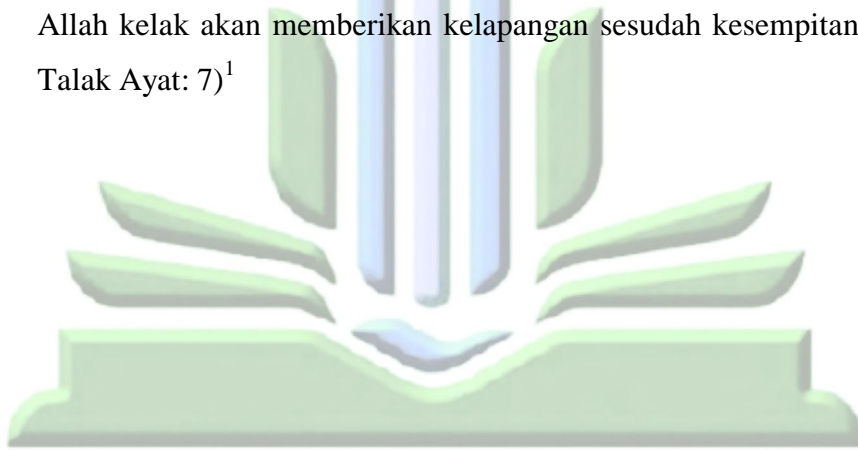 Allah kelak akan memberikan kelapangan sesudah kesempitan
Talak Ayat: 7)¹